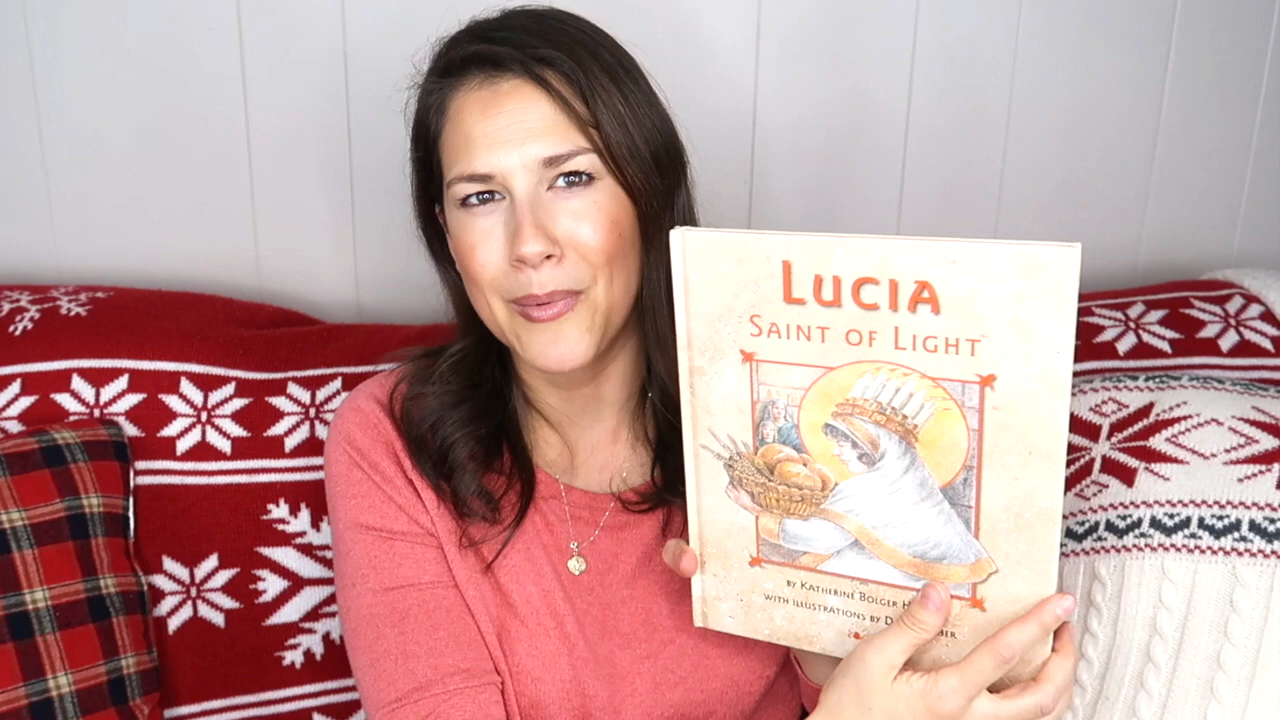 LUCIA
SAINT OF LIGHT
BY KATHERINE BOLGER
WITH ILLUSTRATIONS BY